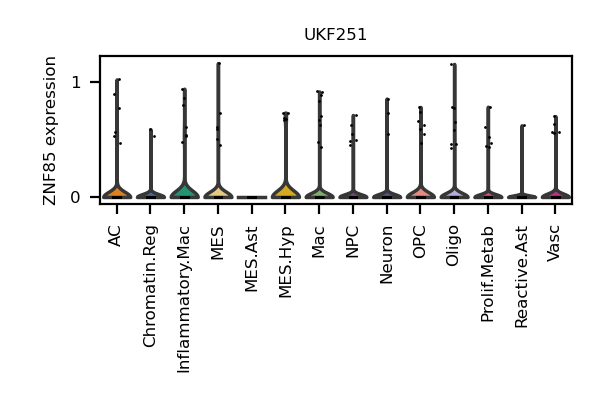 UKF251
ZNF85 expression
1
0
AC
Chromatin.Reg
Inflammatory.Mac
MES
MES.Ast
MES.Hyp
Mac
NPC
Neuron
OPC
Oligo
Prolif.Metab
Reactive.Ast
Vasc